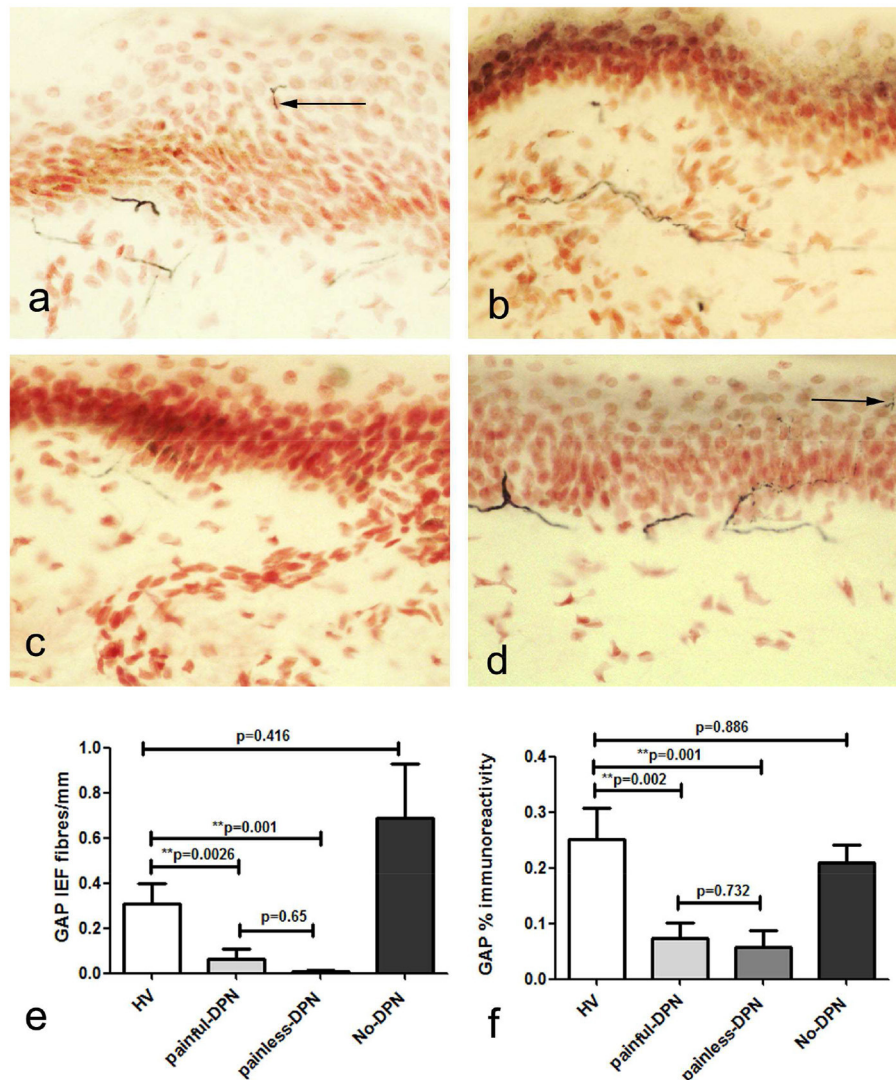 a
b
c
d
p=0.416
**p=0.001
**p=0.0026
p=0.65
GAP IEF fibres/mm
1.0
0.8
0.6
0.4
0.2
0.0
HV
painful-DPN
painless-DPN
No-DPN
e
p=0.886
**p=0.001
**p=0.002
p=0.732
GAP % immunoreactivity
0.4
0.3
0.2
0.1
0.0
HV
painful-DPN
painless-DPN
No-DPN
f